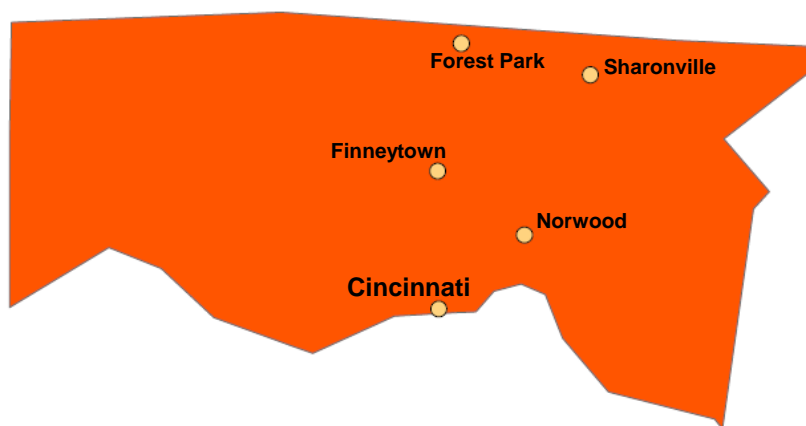 Forest Park
Sharonville
Finneytown
Norwood
Cincinnati